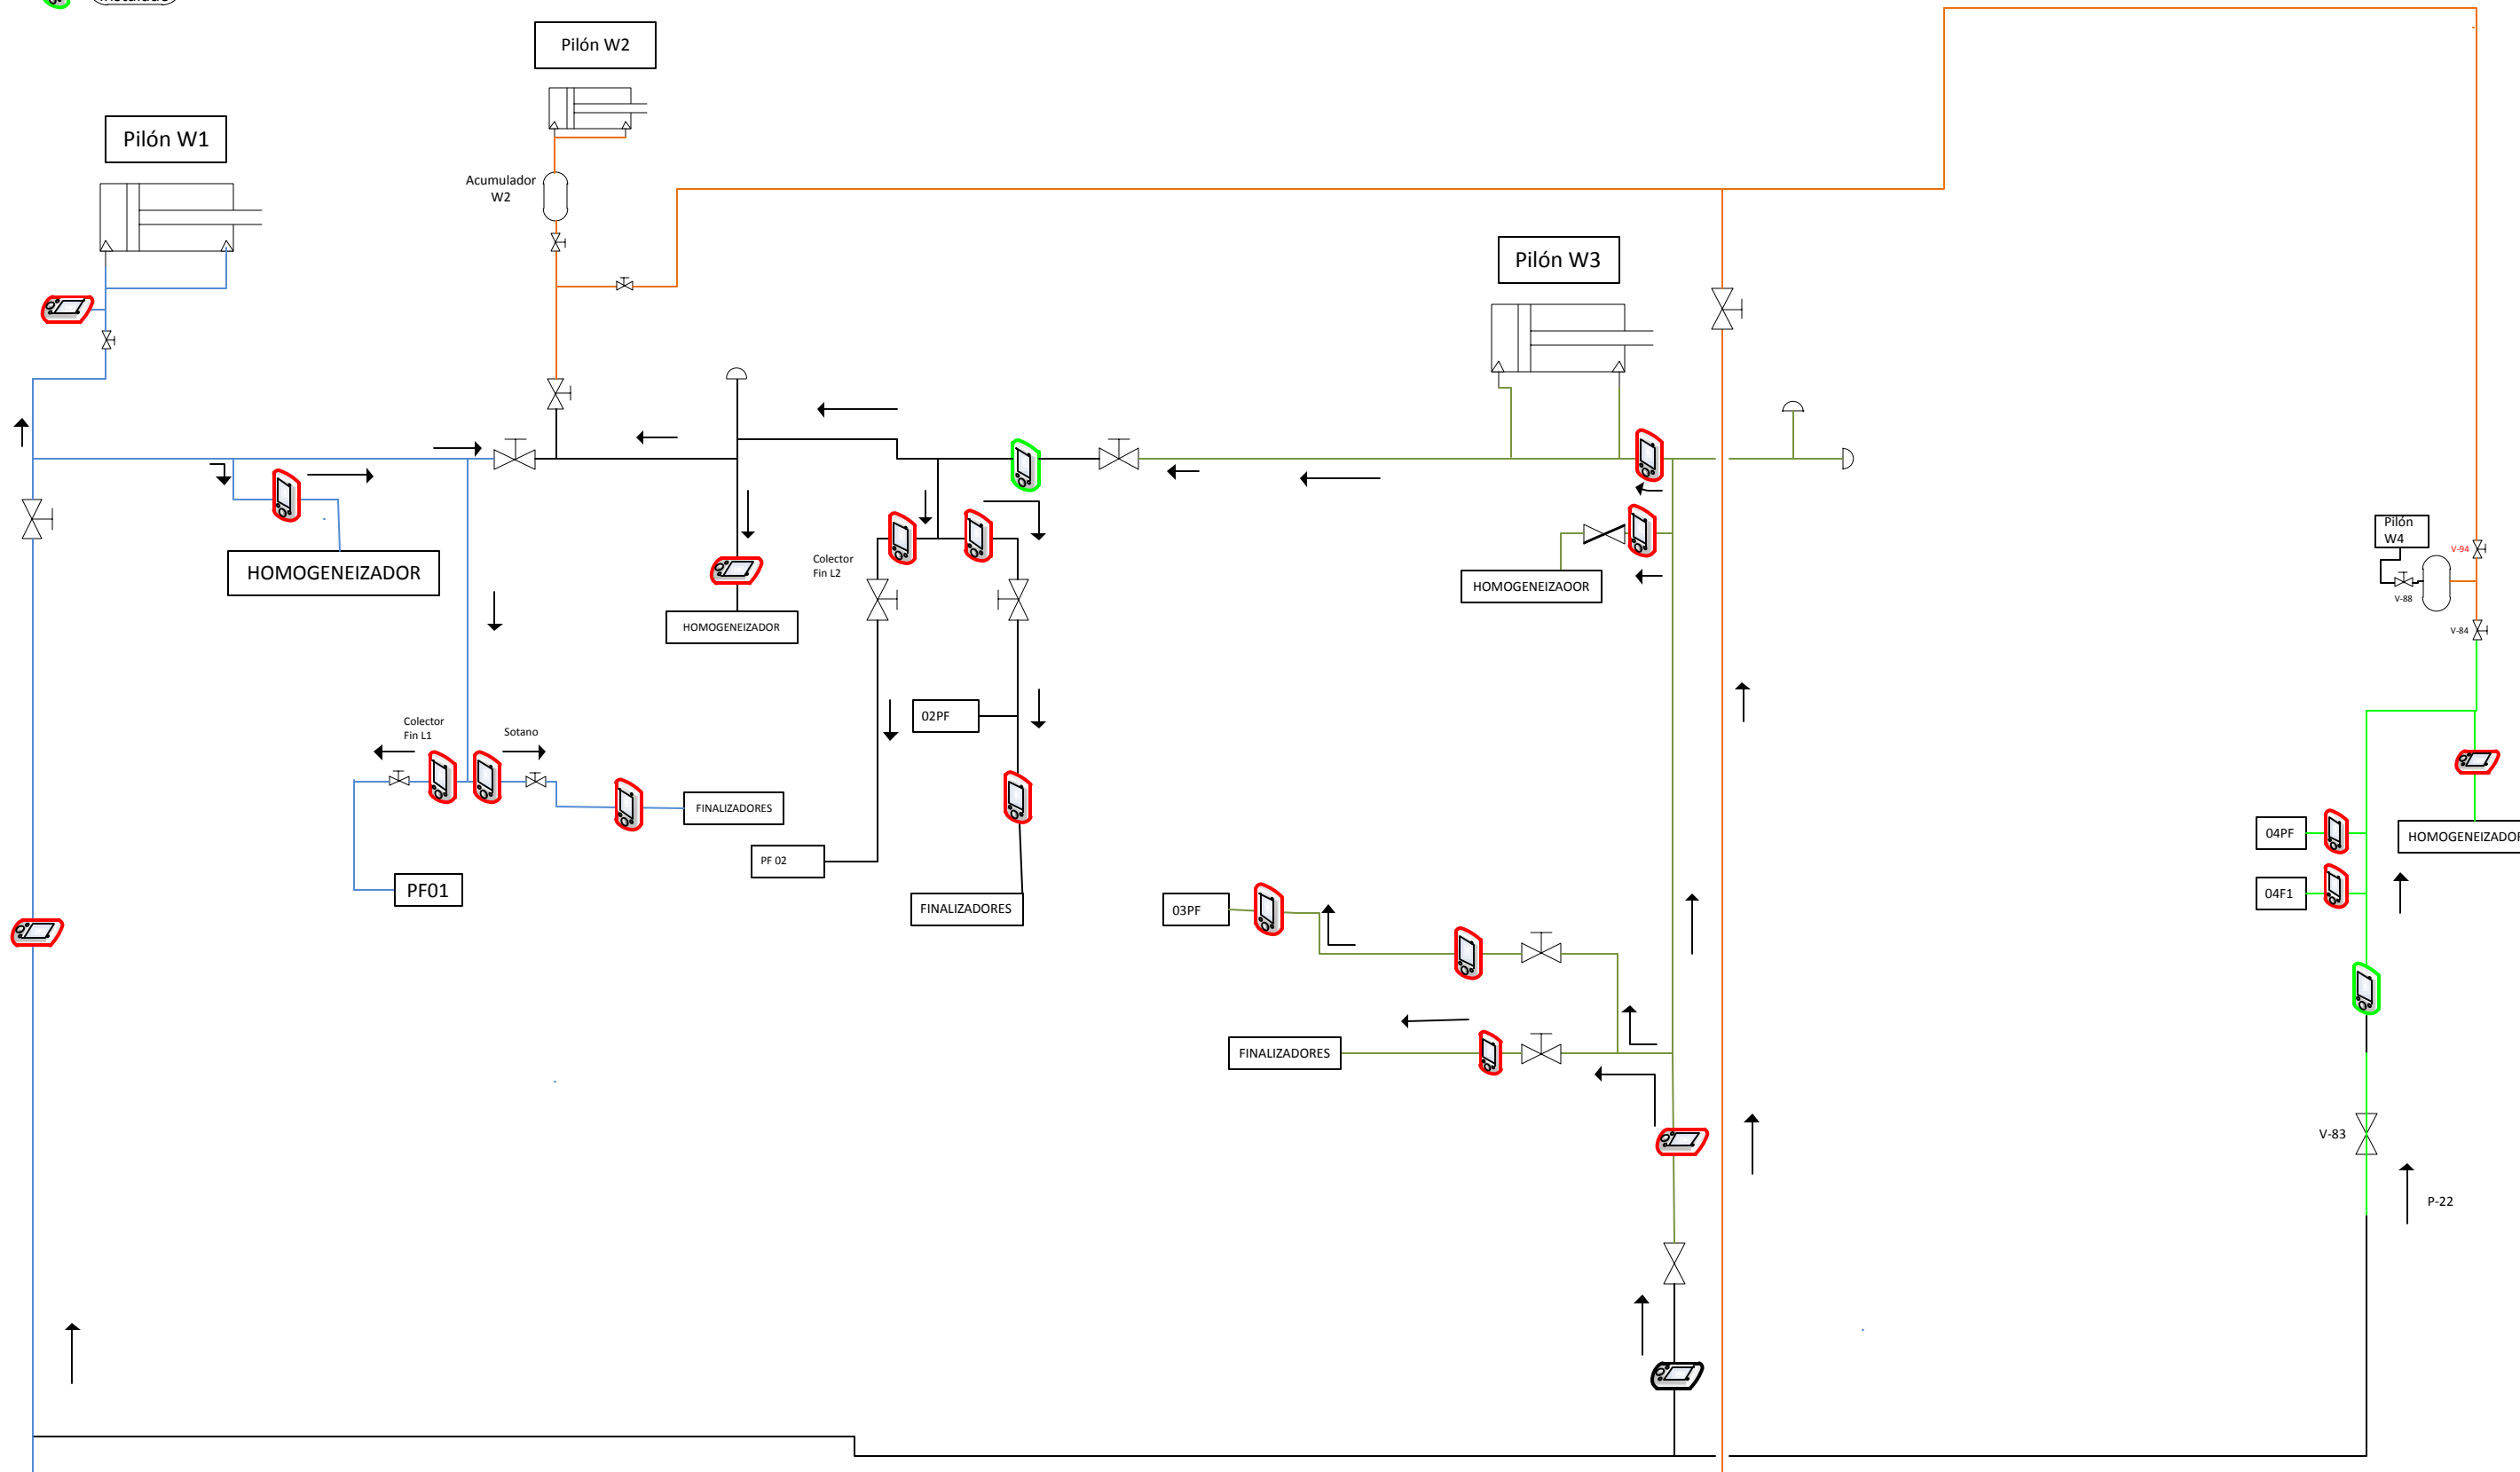 Instalado
Pilón W2
Pilón W1
Acumulador
W2
Pilón W3
Pilón
W4
V-94
V-88
V-84
Colector
Fin L2
HOMOGENEIZADOR
HOMOGENEIZAOOR
HOMOGENEIZADOR
02PF
Colector
Fin L1
Sotano
FINALIZADORES
PF 02
PF01
FINALIZADORES
03PF
04PF
HOMOGENEIZADOR
04F1
FINALIZADORES
V-83
P-22